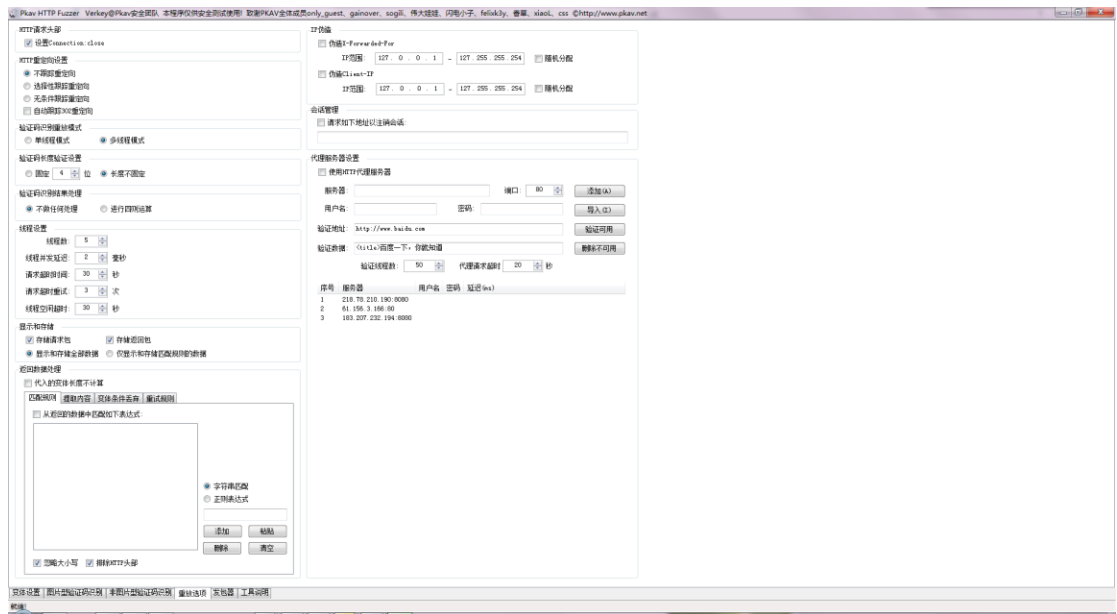 Pkav HTTP Fuzzer Verkey@Pkav安全团队 本程序仅供安全测试使用! 致谢PKAV全体成员only_guest、gainover、sogili、伟大娃娃、闪电小子、felixk3y、香草、xiaoL、css ©http://www.pkav.net
HTTP请求头部
设置Connection:close
HTTP重定向设置
不跟踪重定向
选择性跟踪重定向
无条件跟踪重定向
自动跟踪302重定向
验证码识别重放模式
单线程模式 多线程模式
验证码长度验证设置
固定 4 位 长度不固定
验证码识别结果处理
不做任何处理 进行四则运算
线程设置
线程数: 5
线程并发延迟: 2 毫秒
请求超时时间: 30 秒
请求超时重试: 3 次
线程空闲超时: 30 秒
显示和存储
存储请求包 存储返回包
显示和存储全部数据 仅显示和存储匹配规则的数据
返回数据处理
代入的变体长度不计算
匹配规则 提取内容 变体条件丢弃 重试规则
从返回的数据中匹配如下表达式:
字符串匹配
正则表达式
添加 粘贴
删除 清空
忽略大小写 排除HTTP头部
IP伪造
伪造X-Forwarded-For
IP范围: 127. 0 . 0 . 1 - 127.255.255.254 随机分配
伪造Client-IP
IP范围: 127. 0 . 0 . 1 - 127.255.255.254 随机分配
会话管理
请求如下地址以注销会话:
代理服务器设置
使用HTTP代理服务器
服务器: 端口: 80 添加(A)
用户名: 密码: 导入(I)
验证地址: http://www.baidu.com 验证可用
验证数据: <title>百度一下,你就知道 删除不可用
验证线程数: 50 代理请求超时 20 秒
序号 服务器 用户名 密码 延迟(ms)
1 218.78.210.190:8080
2 61.156.3.166:80
3 183.207.232.194:8080
变体设置 图片型验证码识别 非图片型验证码识别 重放选项 发包器 工具说明
就绪!